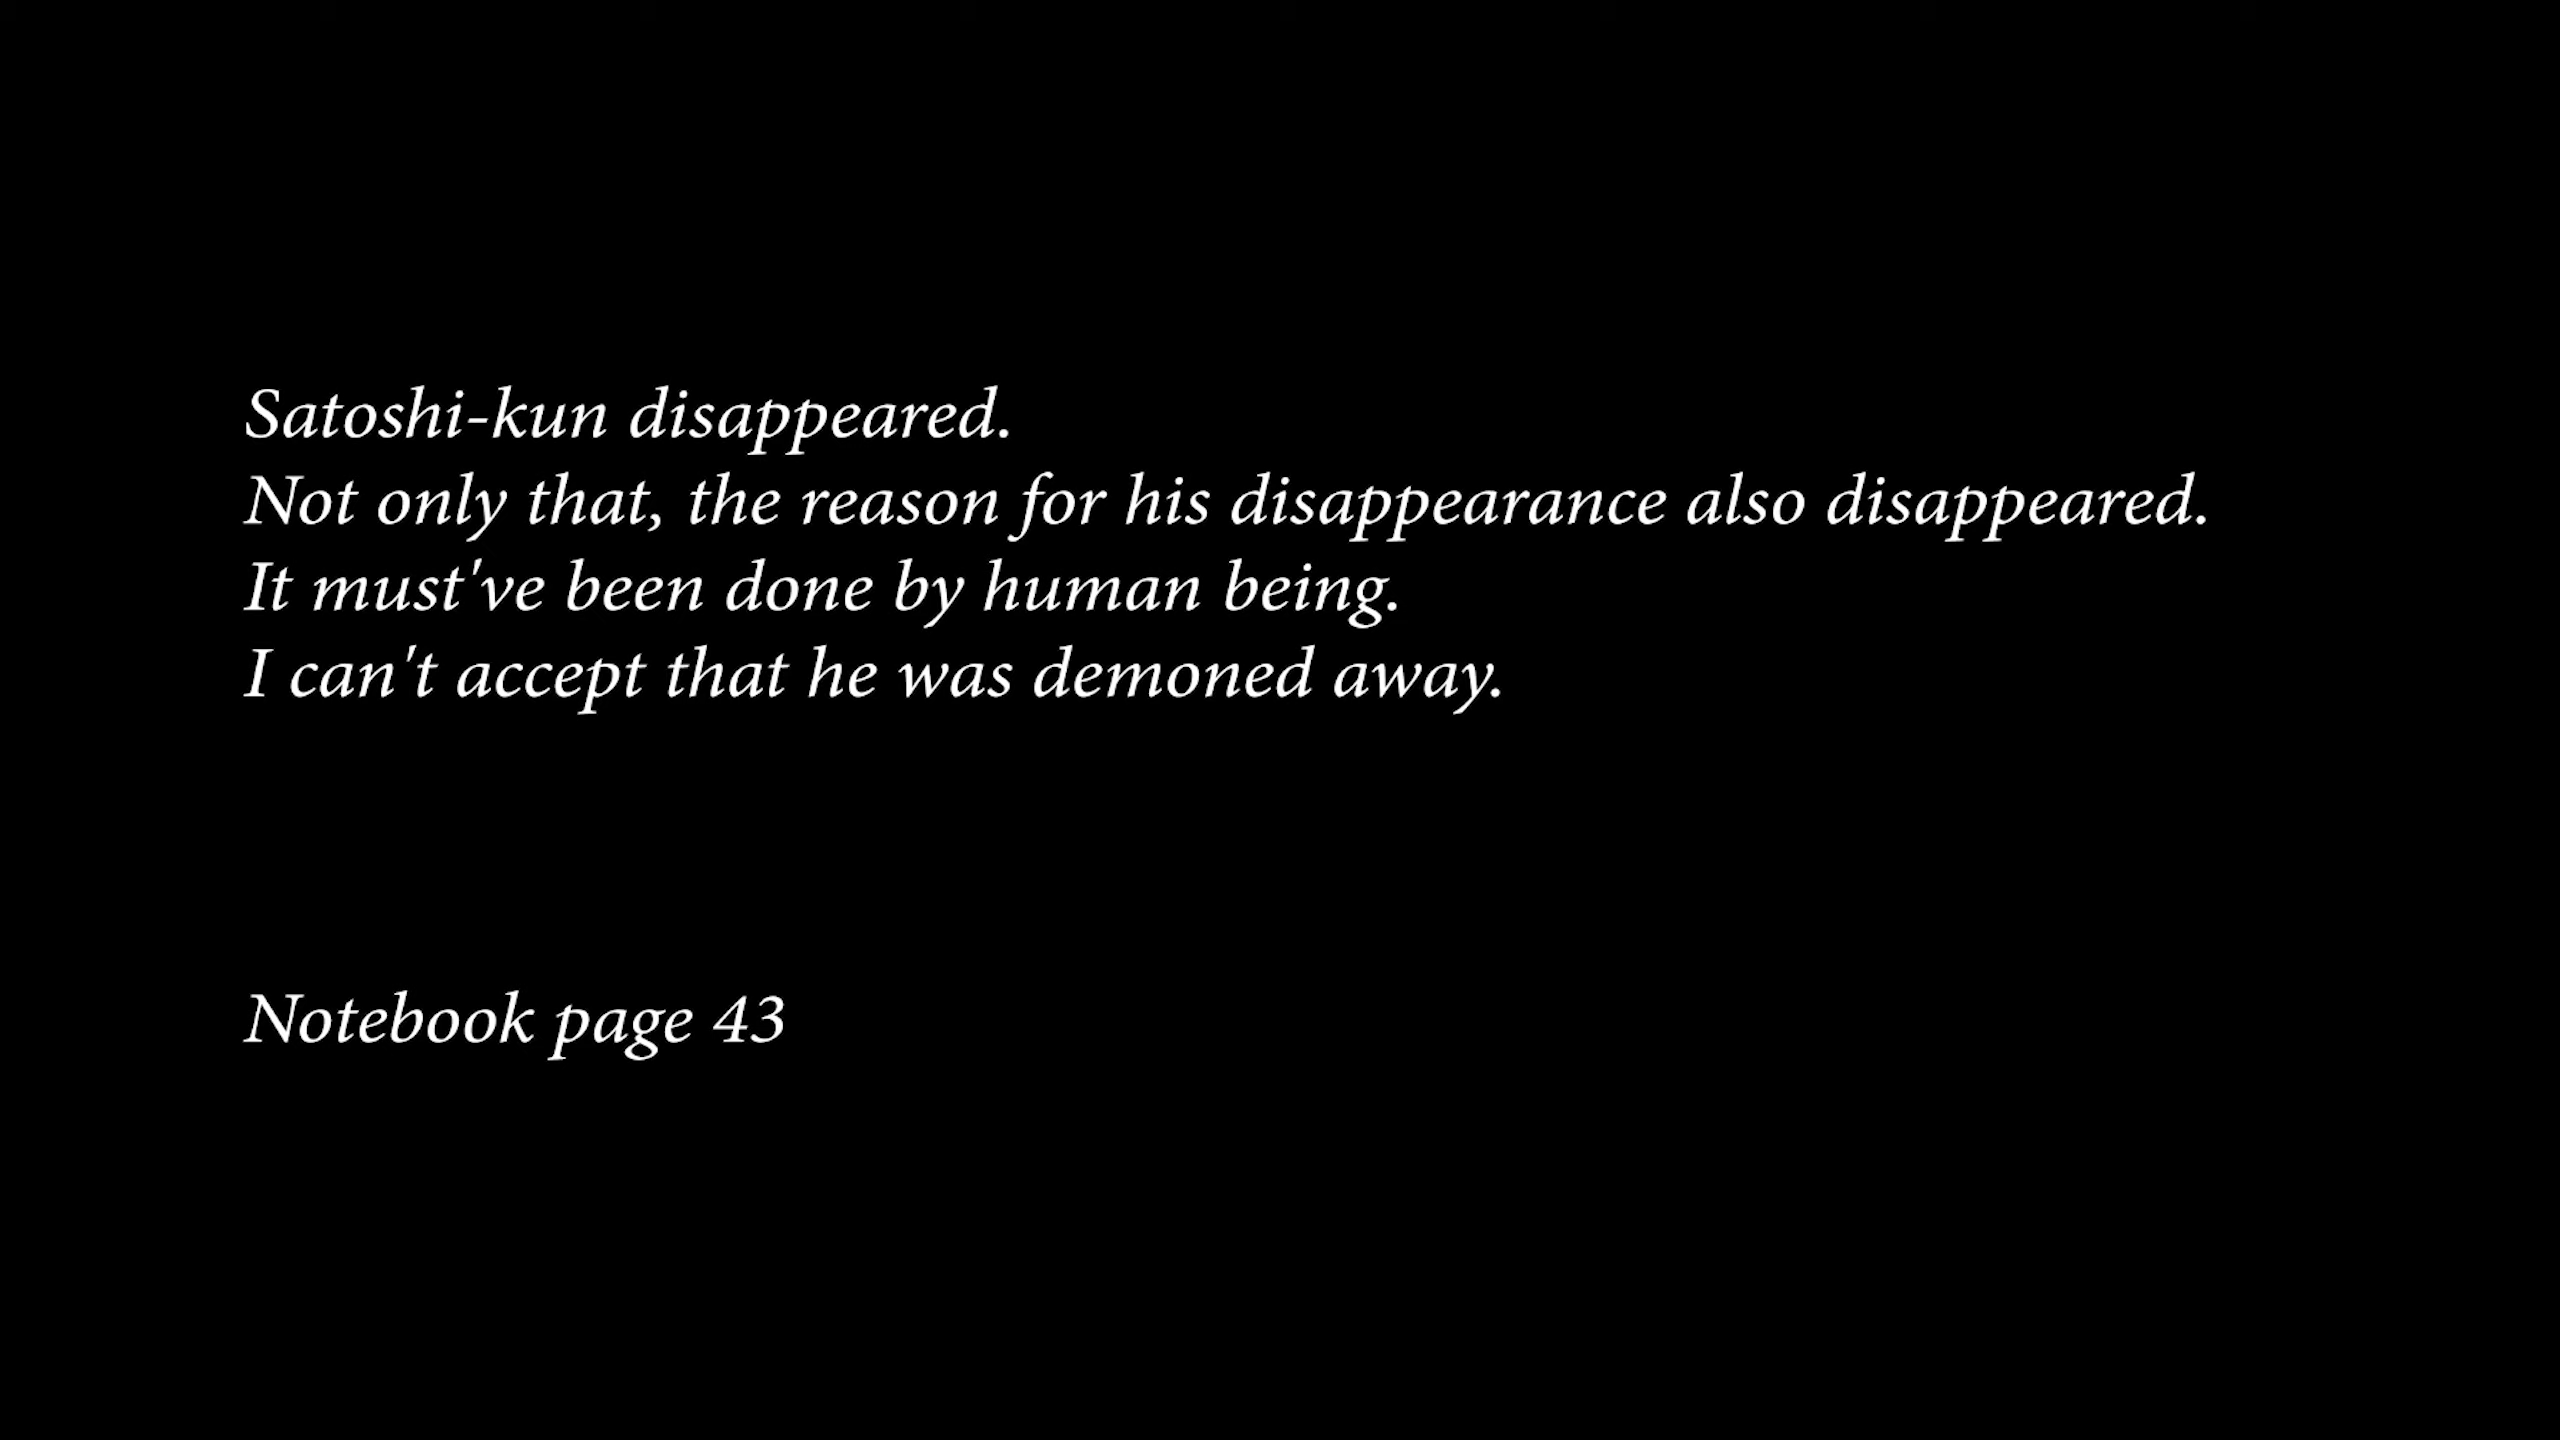 Satoshi-kun disappeared.
Not only that, the reason for his disappearance also disappeared.
It must've been done by human being.
I can't accept that he was demoned away.
Notebook page 43